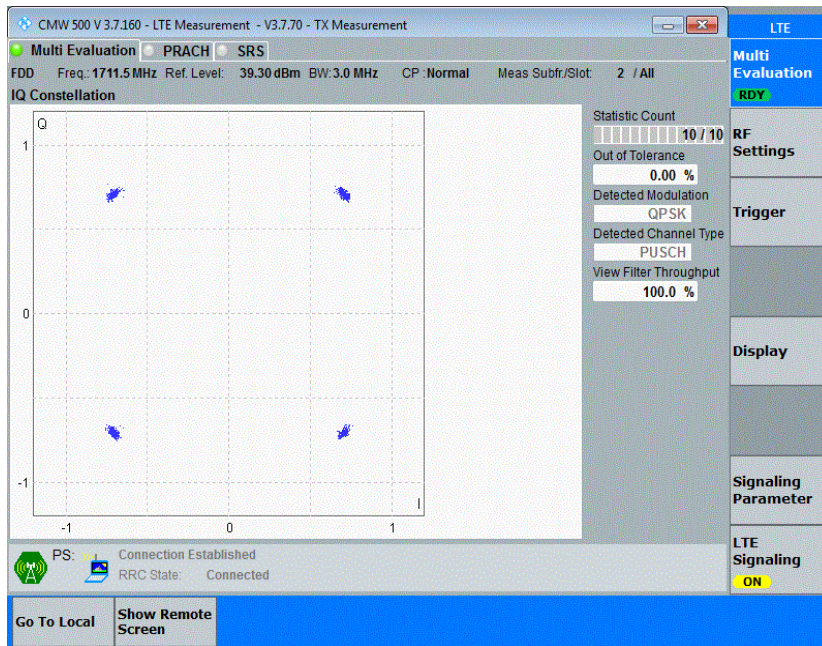 CMW 500 V 3.7.160 - LTE Measurement - V3.7.70 - TX Measurement
LTE
Multi Evaluation PRACH SRS
FDD Freq.: 1711.5 MHz Ref. Level: 39.30 dBm BW: 3.0 MHz CP : Normal Meas Subfr./Slot: 2 / All
IQ Constellation
Q
1
0
-1
I
-1 0 1
Statistic Count
10 / 10
Out of Tolerance
0.00 %
Detected Modulation
QPSK
Detected Channel Type
PUSCH
View Filter Throughput
100.0 %
Multi
Evaluation
RDY
RF
Settings
Trigger
Display
Signaling
Parameter
LTE
Signaling
ON
PS: Connection Established
RRC State: Connected
Go To Local
Show Remote
Screen